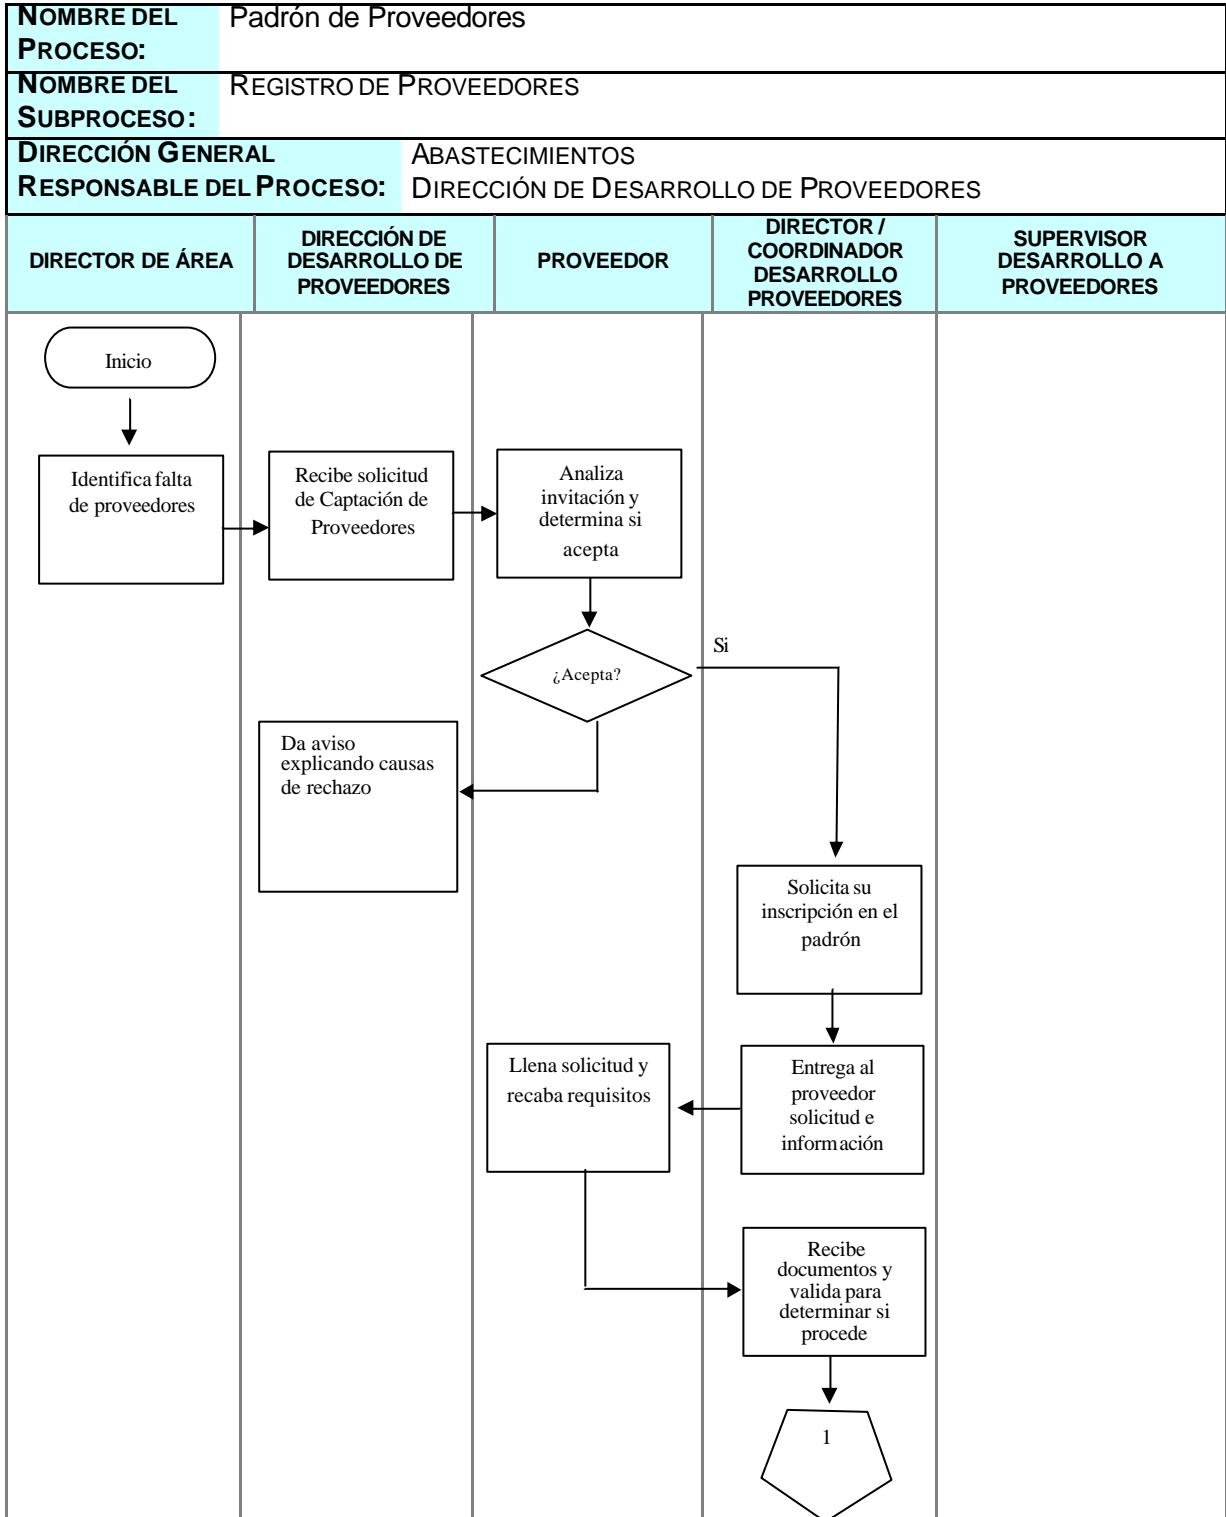 NOMBRE DEL
PROCESO:
Padrón de Proveedores
NOMBRE DEL
SUBPROCESO:
REGISTRO DE PROVEEDORES
DIRECCIÓN GENERAL
RESPONSABLE DEL PROCESO:
ABASTECIMIENTOS
DIRECCIÓN DE DESARROLLO DE PROVEEDORES
DIRECTOR DE ÁREA
DIRECCIÓN DE
DESARROLLO DE
PROVEEDORES
PROVEEDOR
DIRECTOR /
COORDINADOR
DESARROLLO
PROVEEDORES
SUPERVISOR
DESARROLLO A
PROVEEDORES
Inicio
Identifica falta
de proveedores
Recibe solicitud
de Captación de
Proveedores
Analiza
invitación y
determina si
acepta
¿Acepta?
Si
Da aviso
explicando causas
de rechazo
Solicita su
inscripción en el
padrón
Entrega al
proveedor
solicitud e
información
Llena solicitud y
recaba requisitos
Recibe
documentos y
valida para
determinar si
procede
1